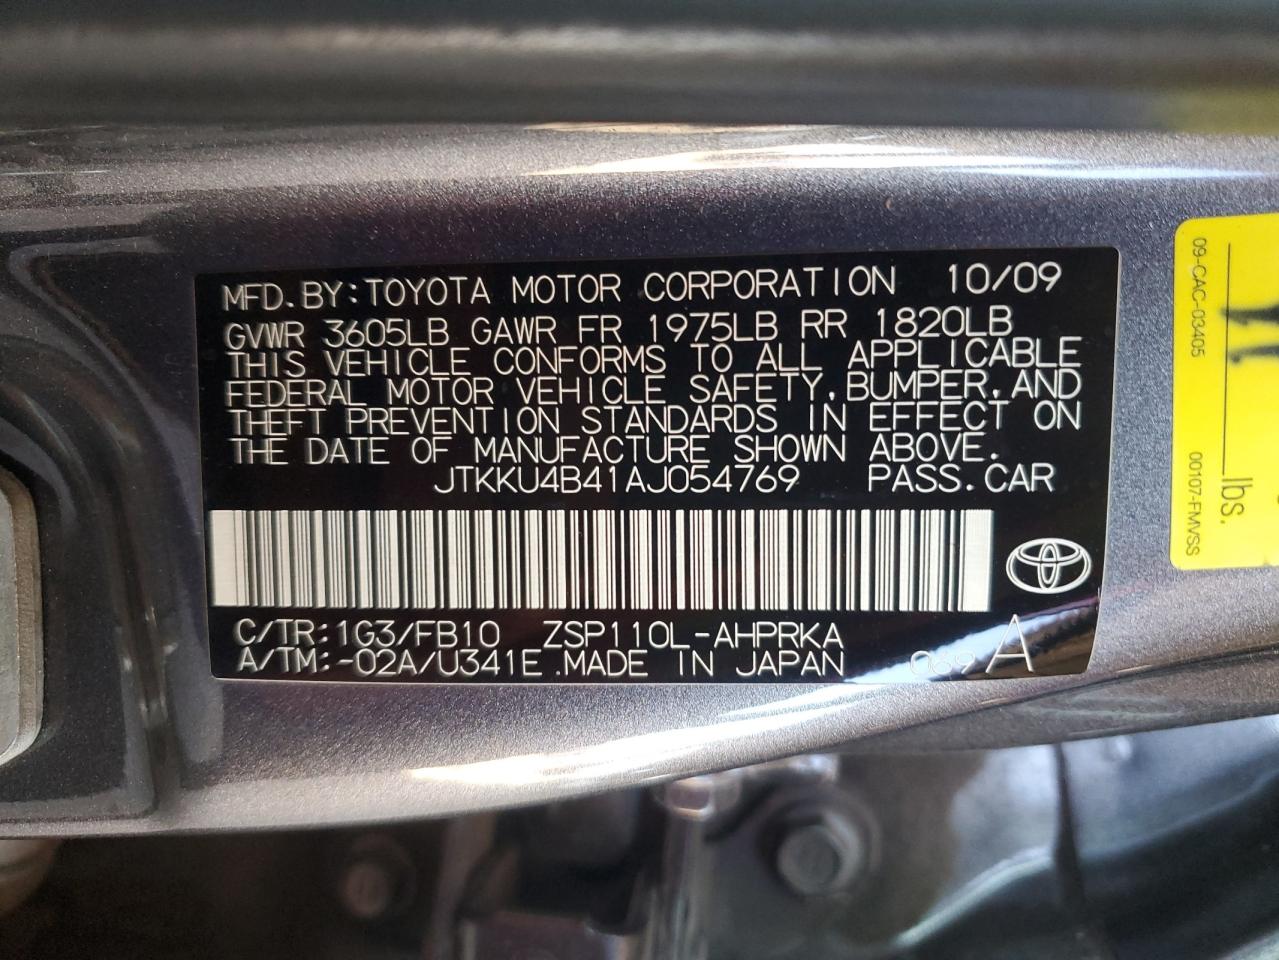 MFD.BY:TOYOTA MOTOR CORPORATION 10/09
GVWR 3605LB GAWR FR 1975LB RR 1820LB
THIS VEHICLE CONFORMS TO ALL APPLICABLE
FEDERAL MOTOR VEHICLE SAFETY,BUMPER,AND
THEFT PREVENTION STANDARDS IN EFFECT ON
THE DATE OF MANUFACTURE SHOWN ABOVE.
JTKKU4B41AJ054769 PASS.CAR
C/TR:1G3/FB10 ZSP110L-AHPRKA
A/TM:-02A/U341E.MADE IN JAPAN 069 A
09-CAC-03405
lbs.
00107-FMVSS